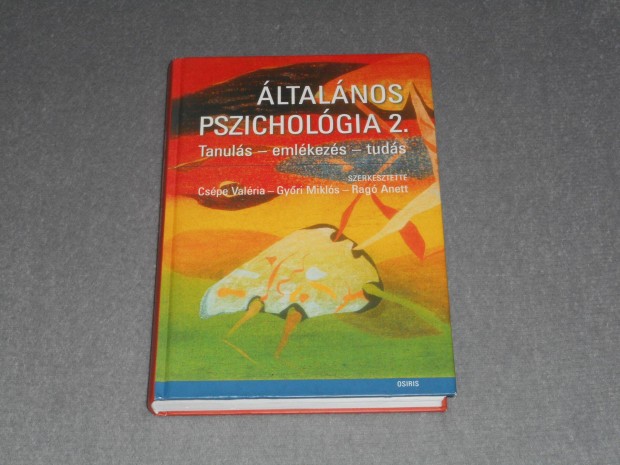 ÁLTALÁNOS
PSZICHOLÓGIA 2.
Tanulás – emlékezés – tudás
SZERKESZTETTE
Csépe Valéria – Győri Miklós – Ragó Anett
OSIRIS